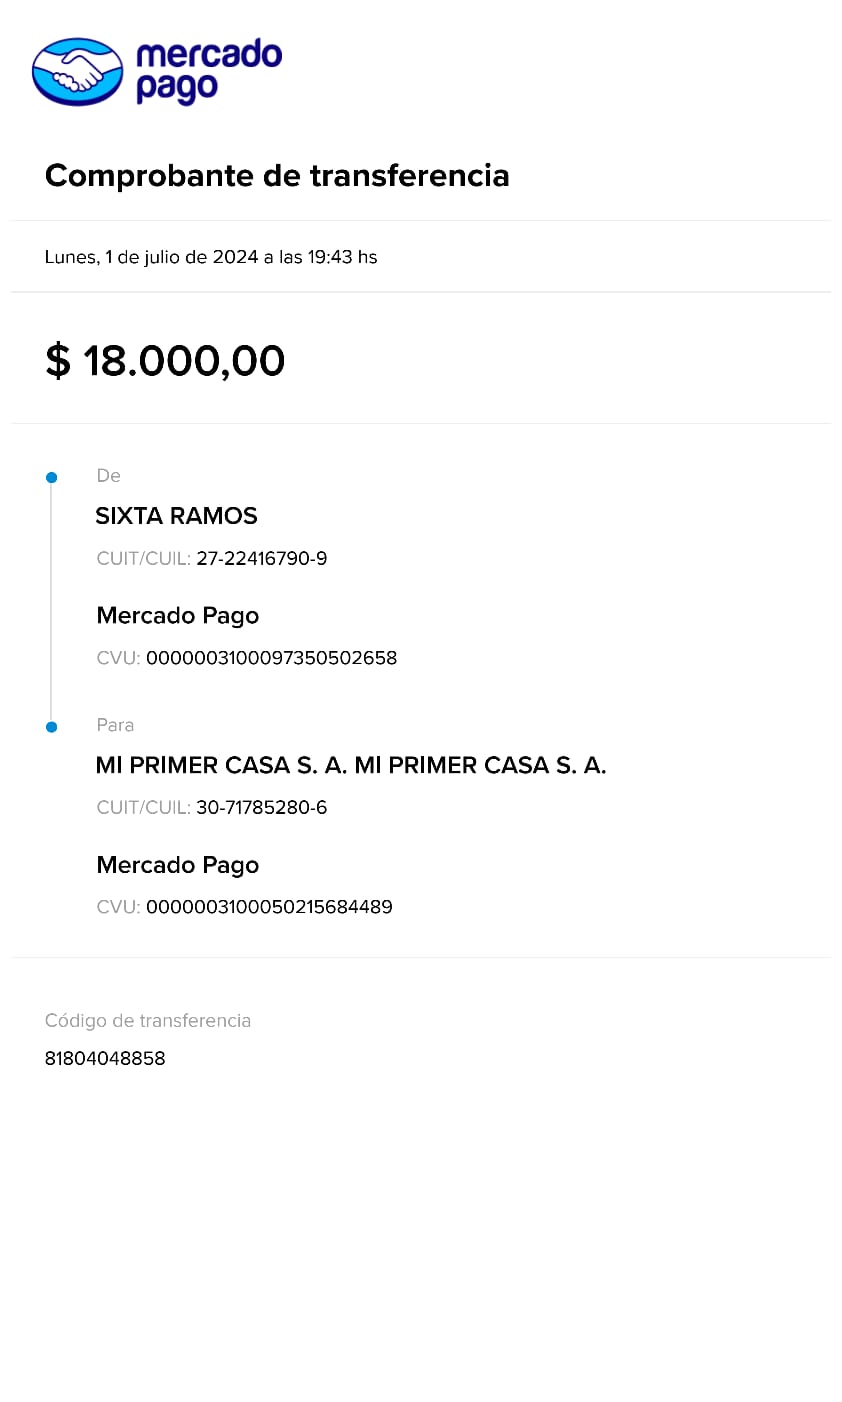 mercado
pago
Comprobante de transferencia
Lunes, 1 de julio de 2024 a las 19:43 hs
$ 18.000,00
De
SIXTA RAMOS
CUIT/CUIL: 27-22416790-9
Mercado Pago
CVU: 0000003100097350502658
Para
MI PRIMER CASA S. A. MI PRIMER CASA S. A.
CUIT/CUIL: 30-71785280-6
Mercado Pago
CVU: 0000003100050215684489
Código de transferencia
81804048858